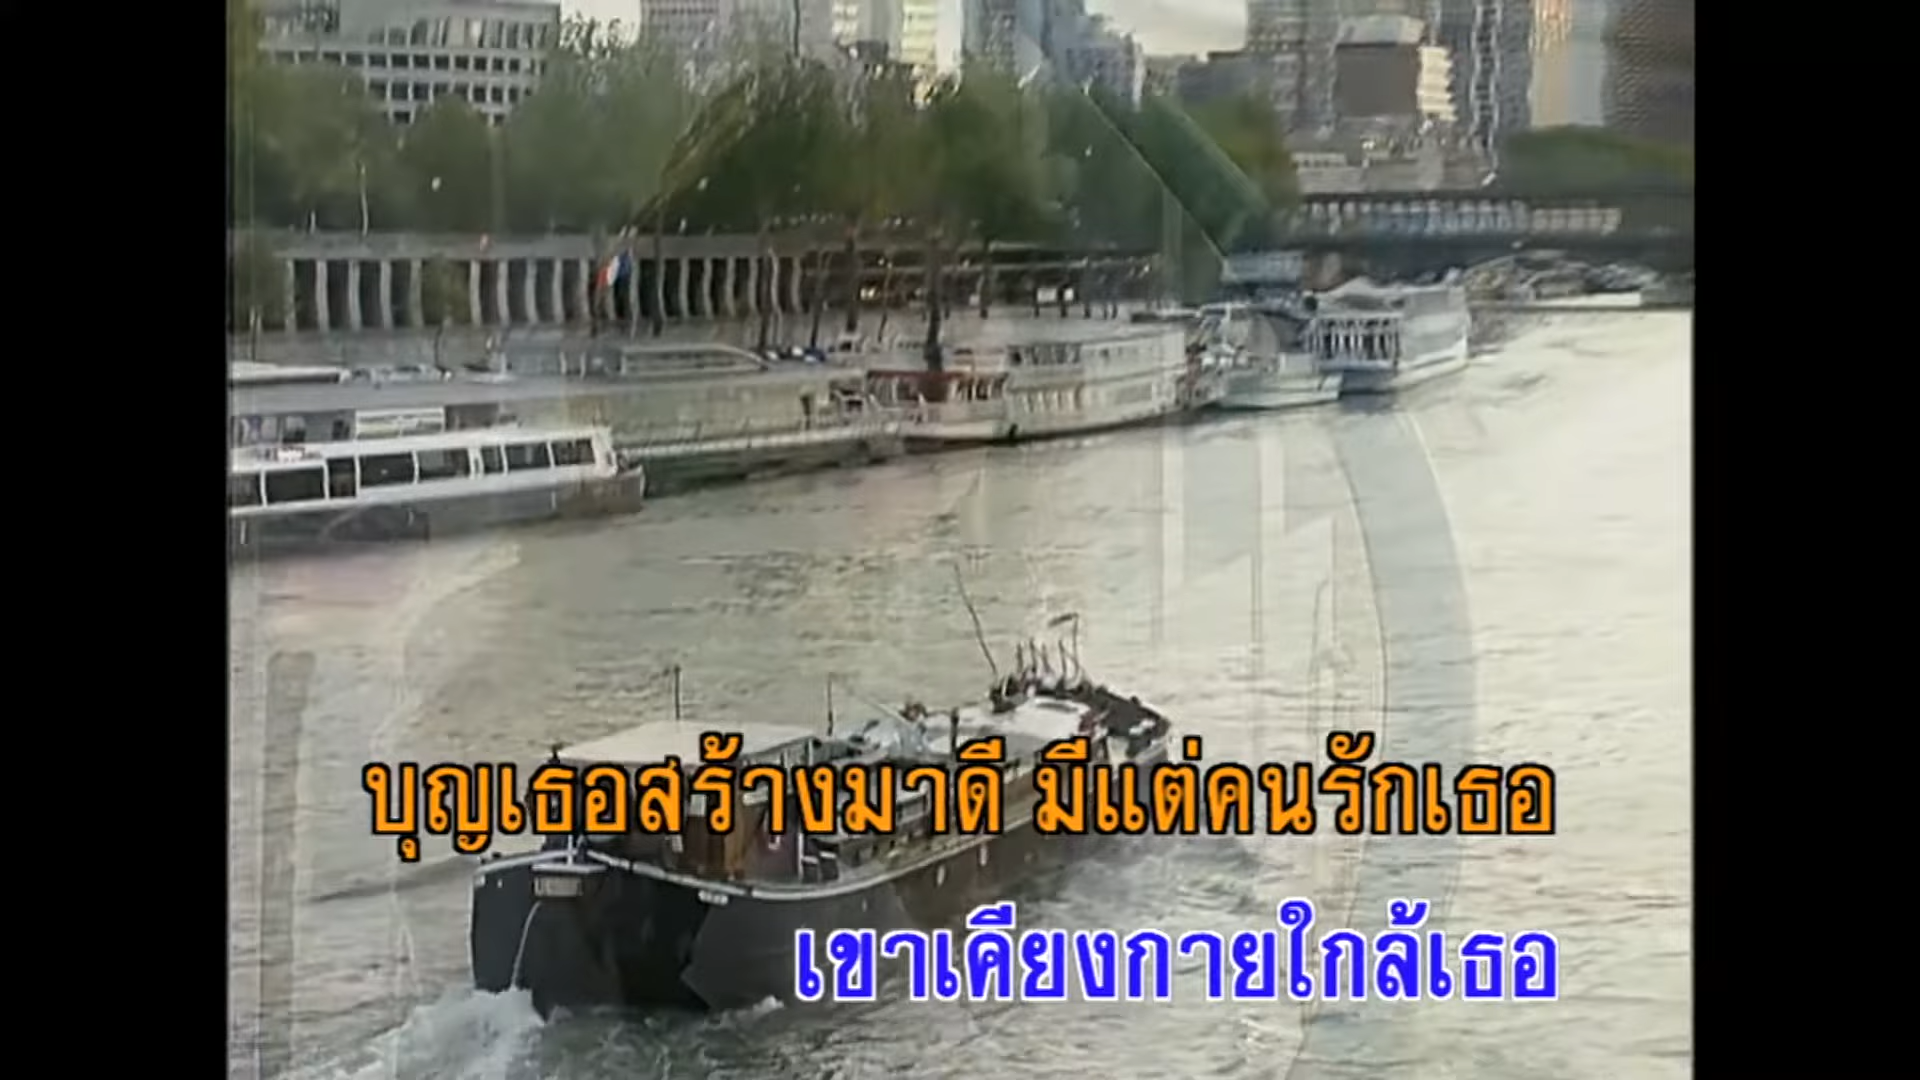 บุญเธอสร้างมาดี มีแต่คนรักเธอ
เขาเคียงกายใกล้เธอ